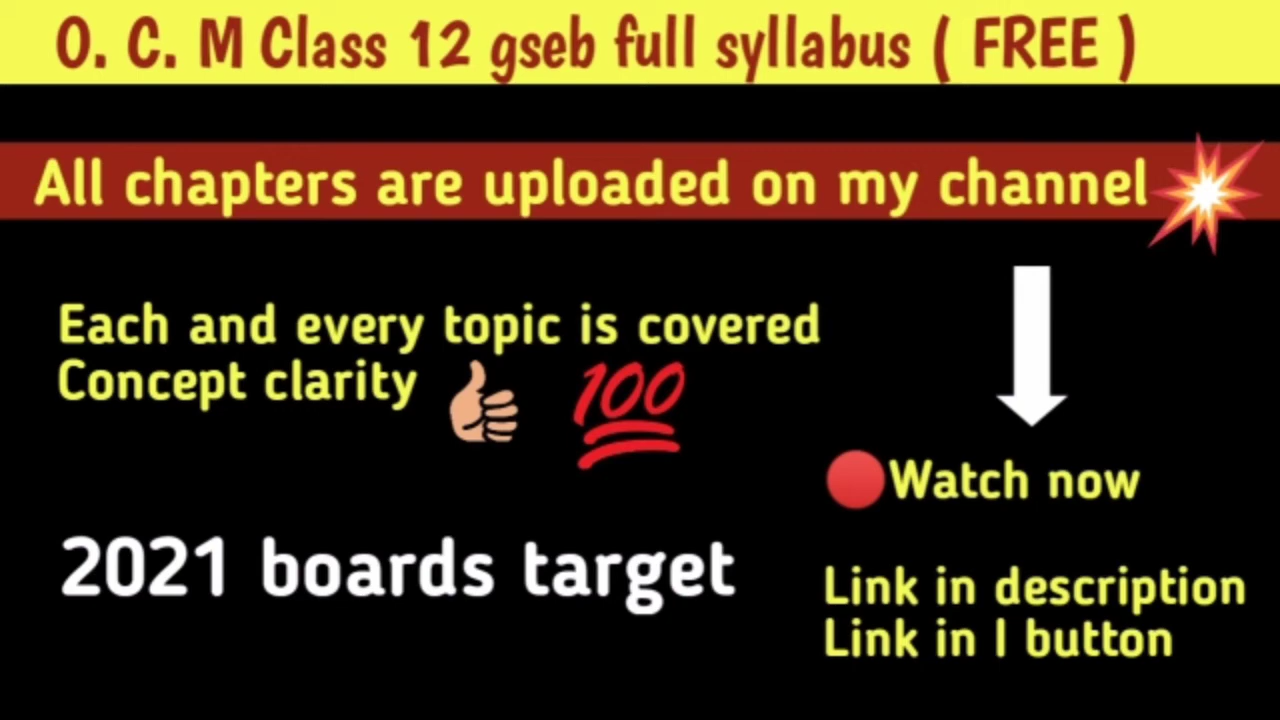 O. C. M Class 12 gseb full syllabus ( FREE )
All chapters are uploaded on my channel
Each and every topic is covered
Concept clarity
100
Watch now
2021 boards target
Link in description
Link in I button